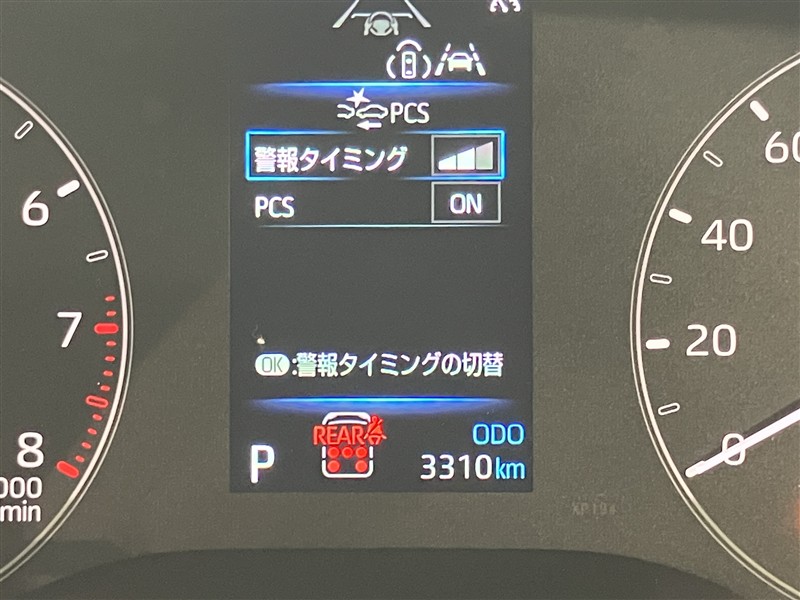 PCS
警報タイミング
PCS ON
OK:警報タイミングの切替
REAR
P
ODO
3310km
6
7
8
000
min
60
40
20
0